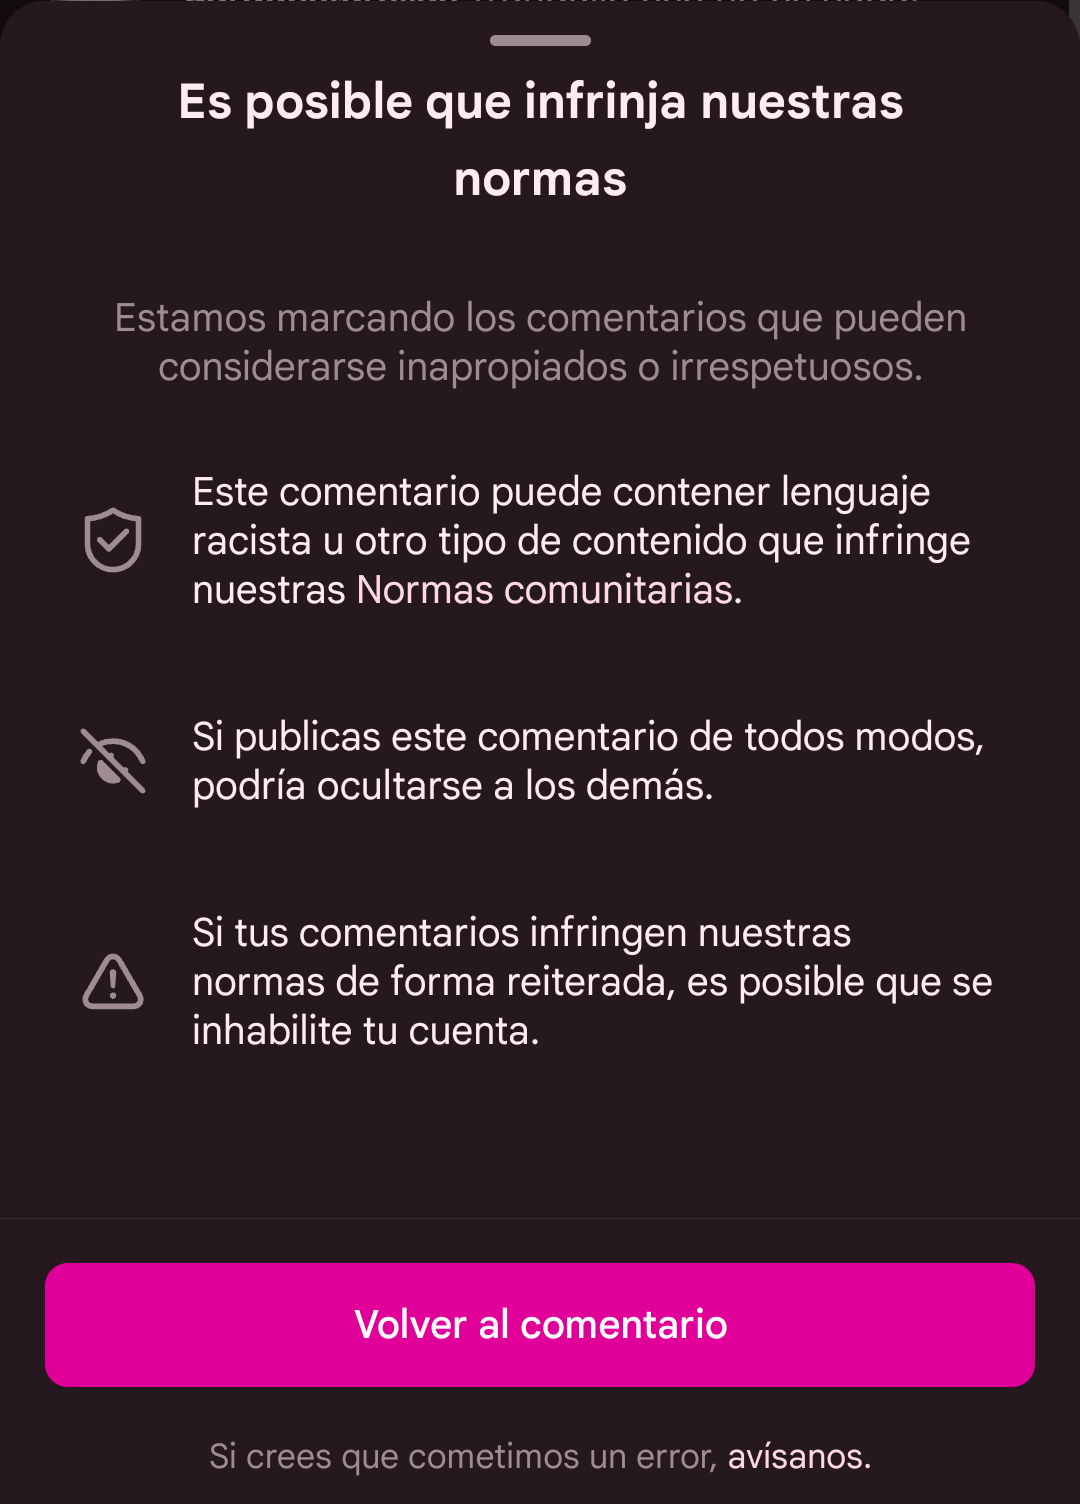 Es posible que infrinja nuestras
normas
Estamos marcando los comentarios que pueden
considerarse inapropiados o irrespetuosos.
Este comentario puede contener lenguaje
racista u otro tipo de contenido que infringe
nuestras Normas comunitarias.
Si publicas este comentario de todos modos,
podría ocultarse a los demás.
Si tus comentarios infringen nuestras
normas de forma reiterada, es posible que se
inhabilite tu cuenta.
Volver al comentario
Si crees que cometimos un error, avísanos.